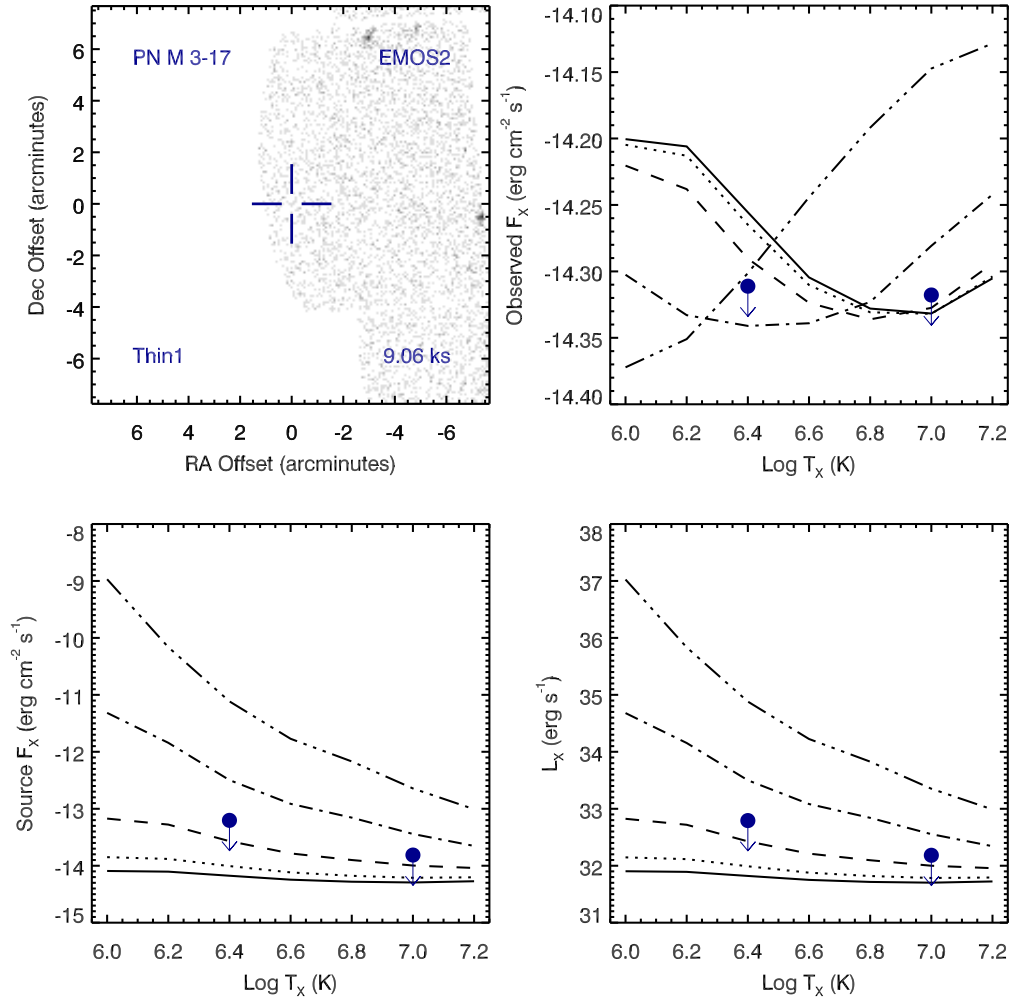 PN M 3-17
EMOS2
Thin1
9.06 ks
Dec Offset (arcminutes)
6
4
2
0
-2
-4
-6
6 4 2 0 -2 -4 -6
RA Offset (arcminutes)
Observed Fx (erg cm-2 s-1)
-14.10
-14.15
-14.20
-14.25
-14.30
-14.35
-14.40
6.0 6.2 6.4 6.6 6.8 7.0 7.2
Log Tx (K)
Source Fx (erg cm-2 s-1)
-8
-9
-10
-11
-12
-13
-14
-15
6.0 6.2 6.4 6.6 6.8 7.0 7.2
Log Tx (K)
Lx (erg s-1)
38
37
36
35
34
33
32
31
6.0 6.2 6.4 6.6 6.8 7.0 7.2
Log Tx (K)